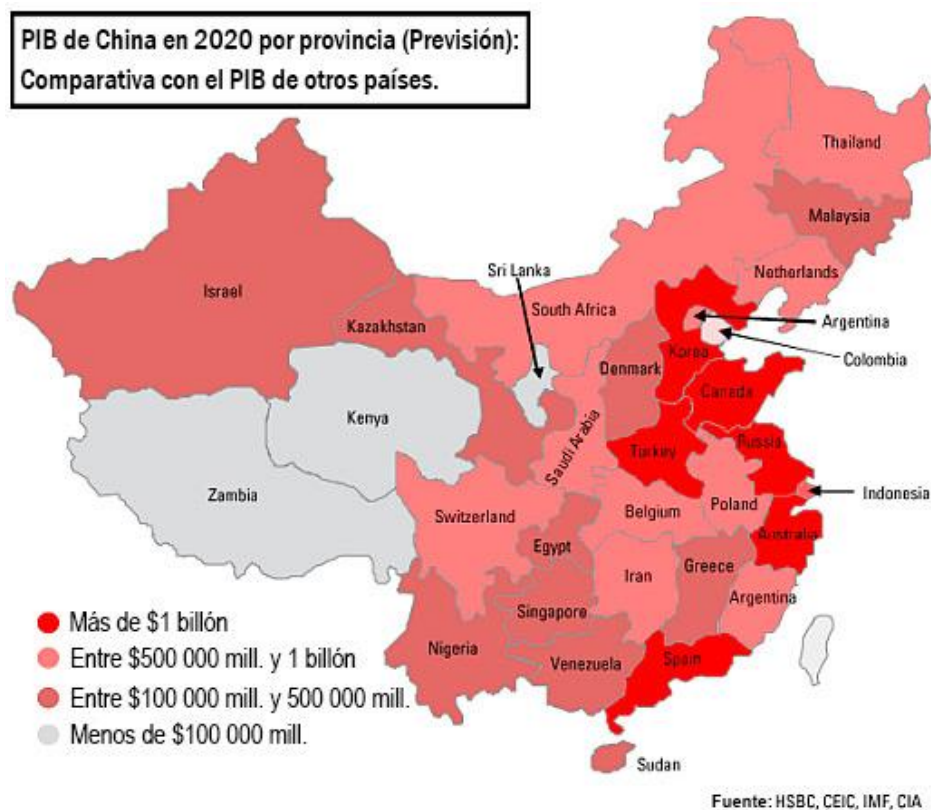 PIB de China en 2020 por provincia (Previsión):
Comparativa con el PIB de otros países.
Thailand
Malaysia
Netherlands
Sri Lanka
South Africa
Israel
Kazakhstan
Argentina
Korea
Colombia
Denmark
Canada
Kenya
Saudi Arabia
Turkey
Russia
Zambia
Indonesia
Switzerland
Belgium
Poland
Australia
Egypt
Iran
Greece
Argentina
Singapore
Nigeria
Venezuela
Spain
Sudan
Más de $1 billón
Entre $500 000 mill. y 1 billón
Entre $100 000 mill. y 500 000 mill.
Menos de $100 000 mill.
Fuente: HSBC, CEIC, IMF, CIA